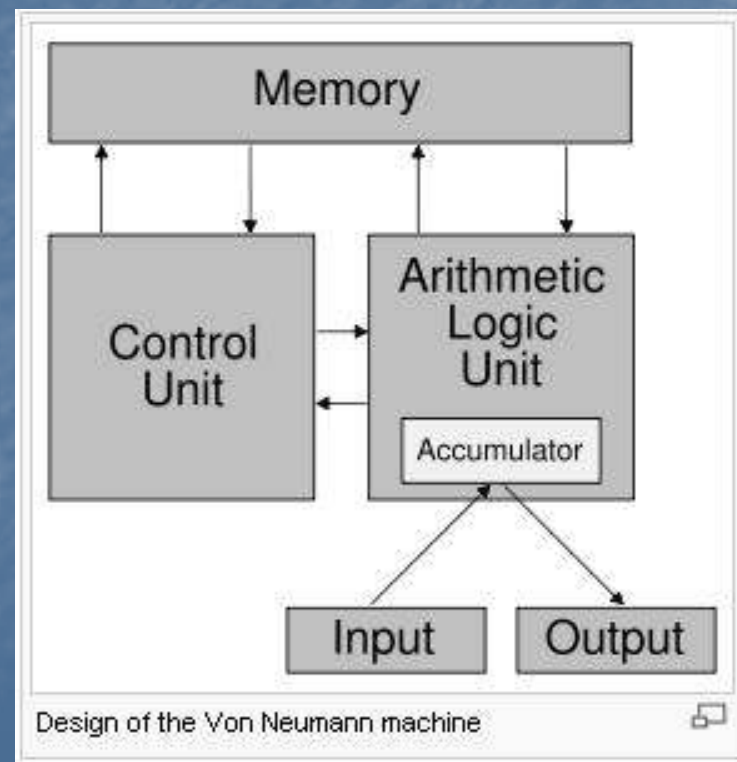 Memory
Control
Unit
Arithmetic
Logic
Unit
Accumulator
Input
Output
Design of the Von Neumann machine